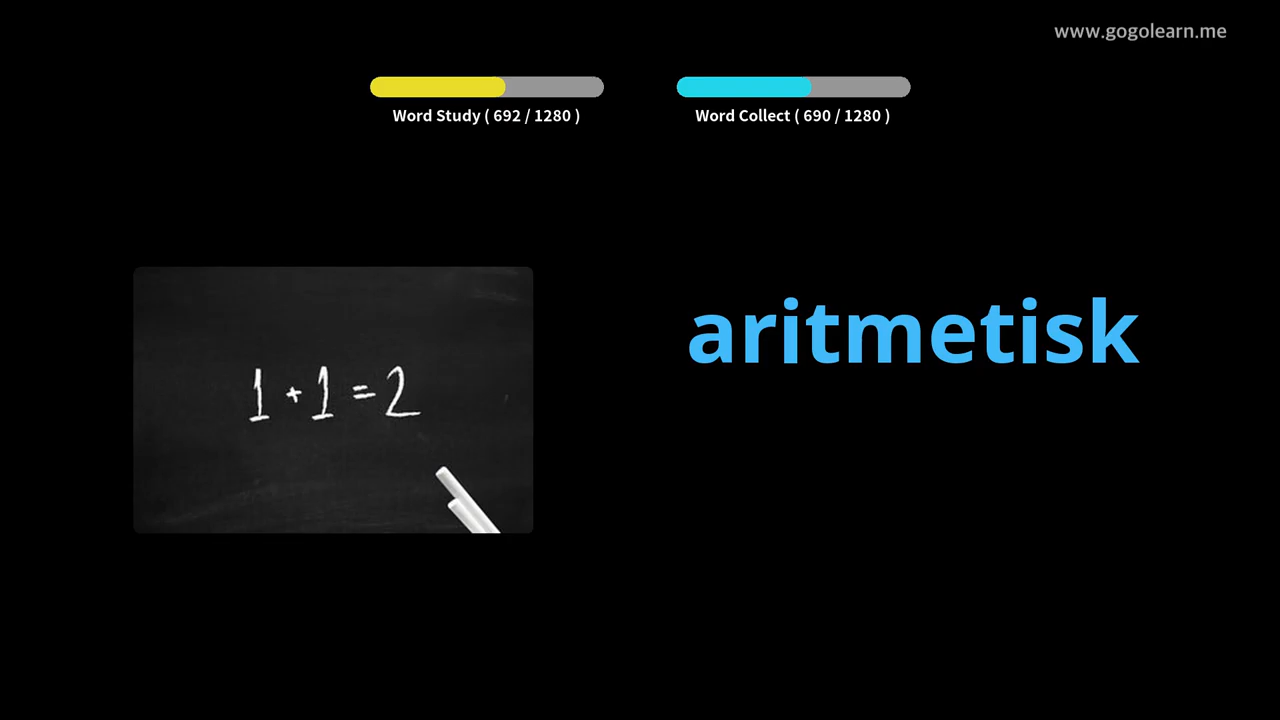 www.gogolearn.me
Word Study ( 692 / 1280 )
Word Collect ( 690 / 1280 )
aritmetisk
1 + 1 = 2